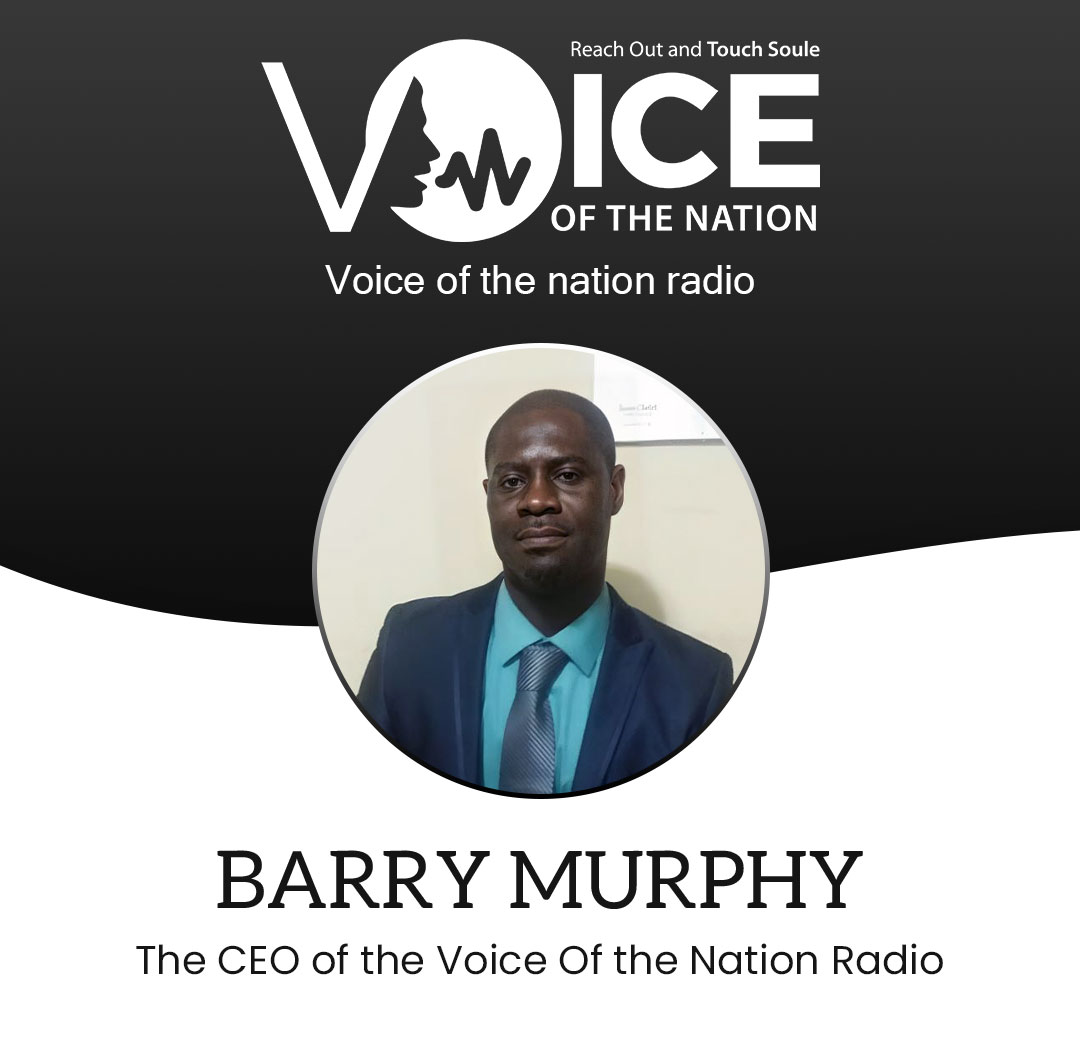 Reach Out and Touch Soule
VOICE
OF THE NATION
Voice of the nation radio
BARRY MURPHY
The CEO of the Voice Of the Nation Radio